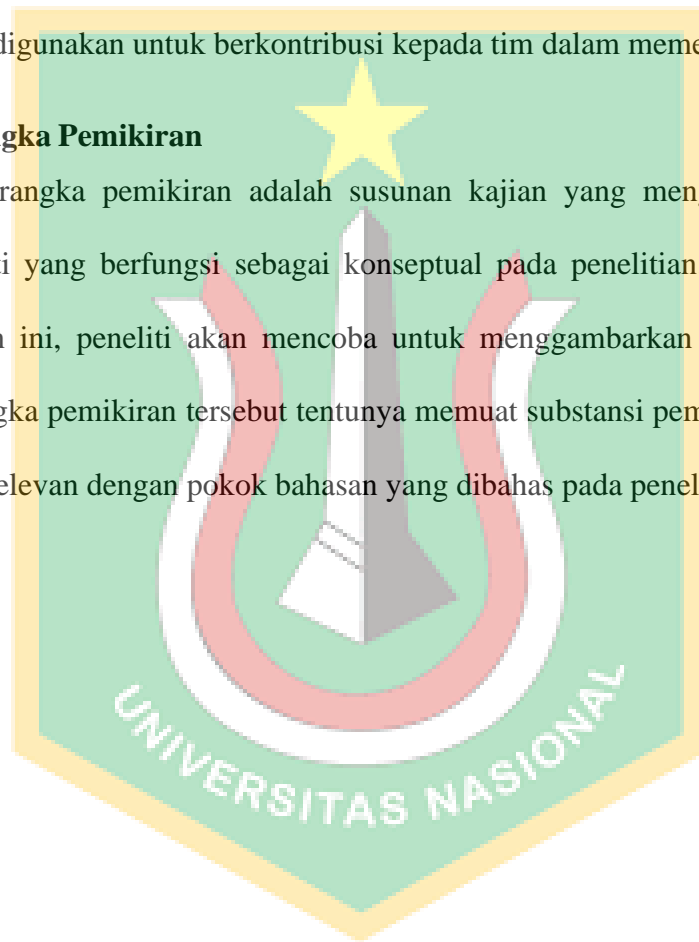 digunakan untuk berkontribusi kepada tim dalam meme
gka Pemikiran
rangka pemikiran adalah susunan kajian yang meng
ti yang berfungsi sebagai konseptual pada penelitian
n ini, peneliti akan mencoba untuk menggambarkan
gka pemikiran tersebut tentunya memuat substansi pem
elevan dengan pokok bahasan yang dibahas pada penel
UNIVERSITAS NASIONAL